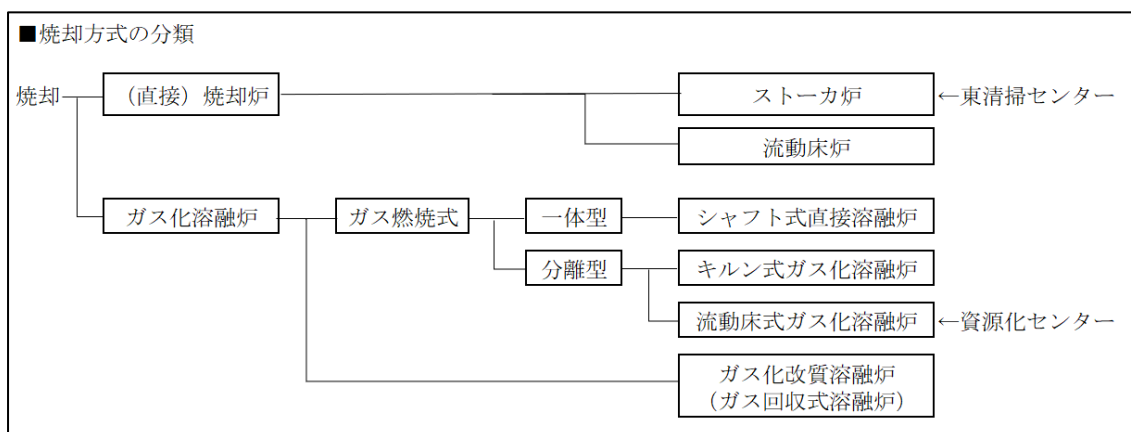 ■焼却方式の分類
焼却
（直接）焼却炉
ストーカ炉
←東清掃センター
流動床炉
ガス化溶融炉
ガス燃焼式
一体型
シャフト式直接溶融炉
分離型
キルン式ガス化溶融炉
流動床式ガス化溶融炉
←資源化センター
ガス化改質溶融炉
（ガス回収式溶融炉）